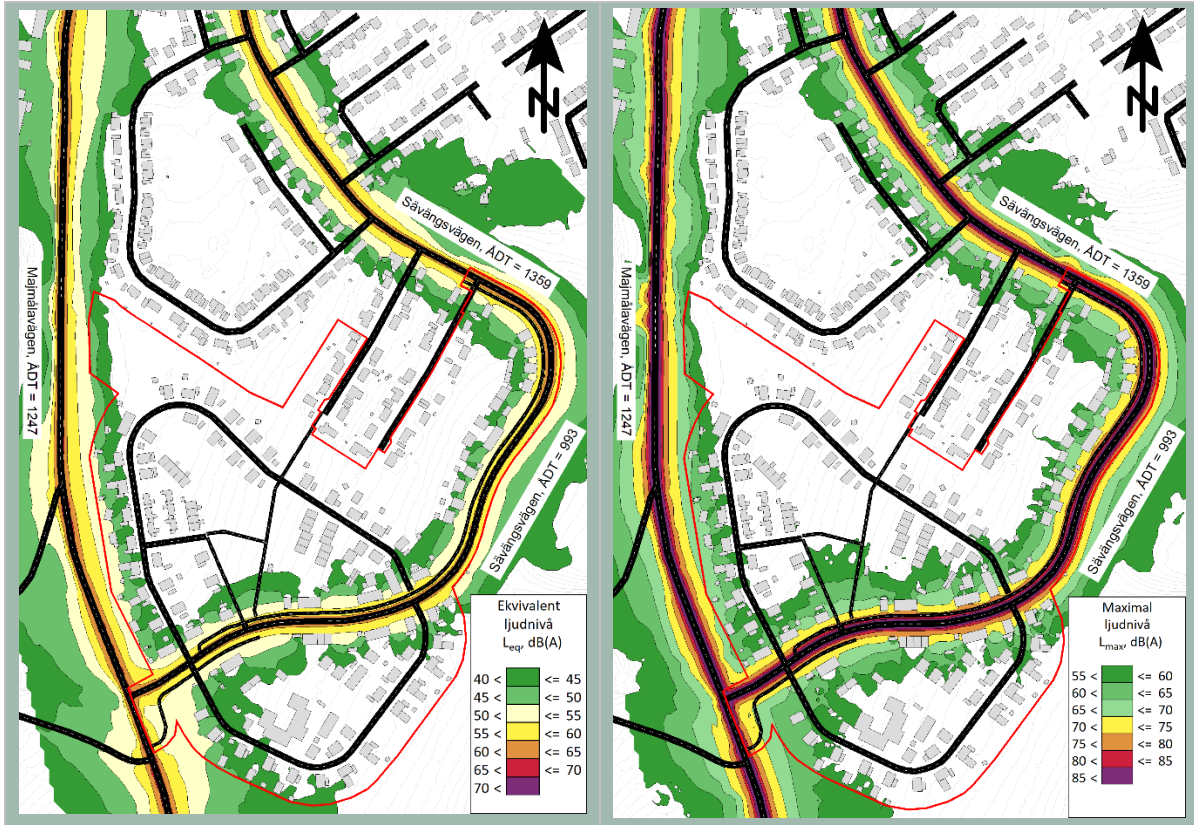 N
Sävängsvägen, ÅDT = 1359
Majmålavägen, ÅDT = 1247
Sävängsvägen, ÅDT = 993
Ekvivalent
ljudnivå
Leq, dB(A)
40 < <= 45
45 < <= 50
50 < <= 55
55 < <= 60
60 < <= 65
65 < <= 70
70 <
N
Sävängsvägen, ÅDT = 1359
Majmålavägen, ÅDT = 1247
Sävängsvägen, ÅDT = 993
Maximal
ljudnivå
Lmax, dB(A)
55 < <= 60
60 < <= 65
65 < <= 70
70 < <= 75
75 < <= 80
80 < <= 85
85 <